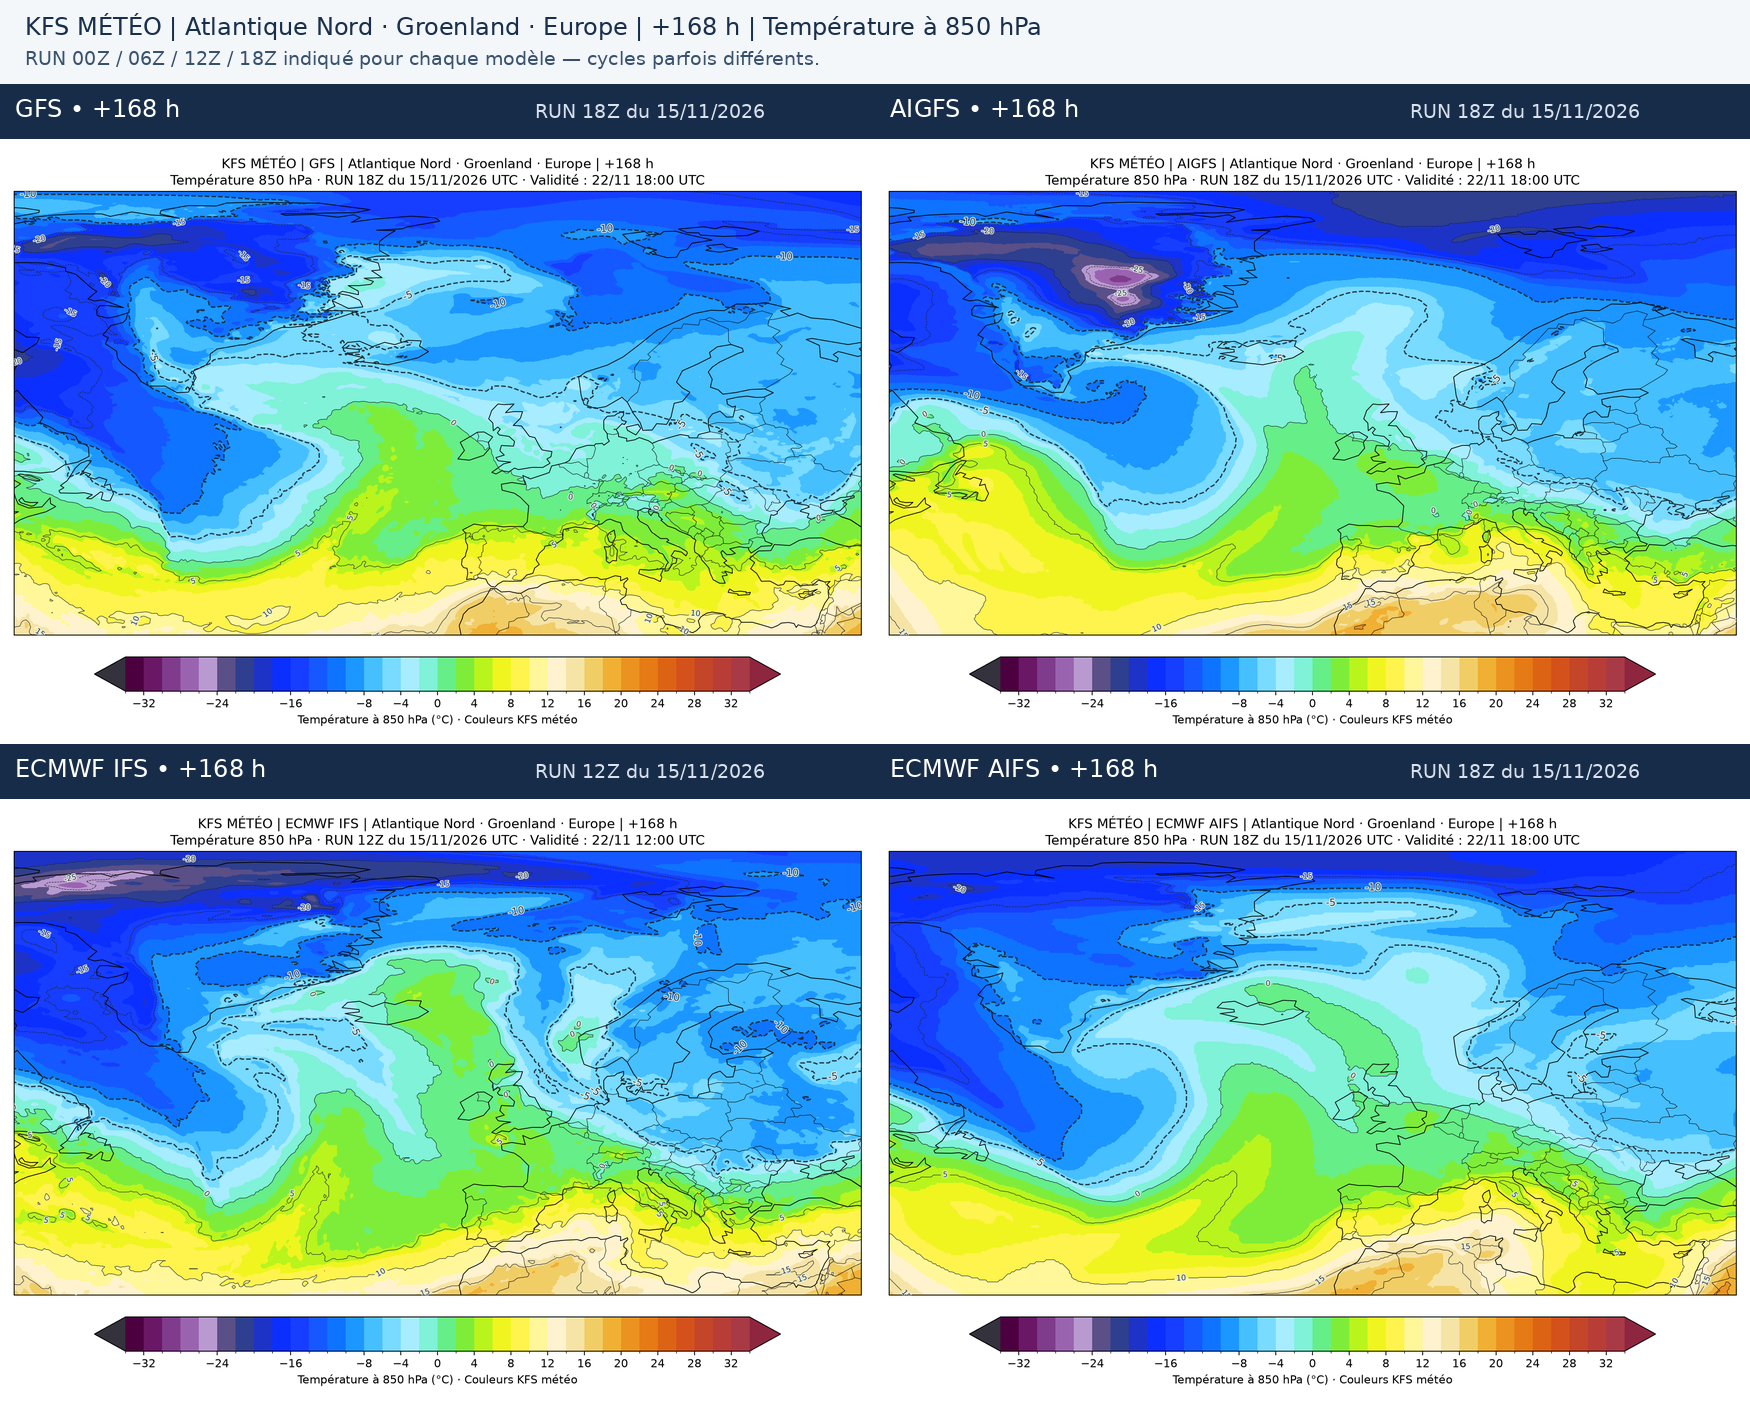 KFS MÉTÉO | Atlantique Nord · Groenland · Europe | +168 h | Température à 850 hPa
RUN 00Z / 06Z / 12Z / 18Z indiqué pour chaque modèle — cycles parfois différents.
GFS • +168 h
RUN 18Z du 15/11/2026
AIGFS • +168 h
RUN 18Z du 15/11/2026
KFS MÉTÉO | GFS | Atlantique Nord · Groenland · Europe | +168 h
Température 850 hPa · RUN 18Z du 15/11/2026 UTC · Validité : 22/11 18:00 UTC
KFS MÉTÉO | AIGFS | Atlantique Nord · Groenland · Europe | +168 h
Température 850 hPa · RUN 18Z du 15/11/2026 UTC · Validité : 22/11 18:00 UTC
−32 −24 −16 −8 −4 0 4 8 12 16 20 24 28 32
Température à 850 hPa (°C) · Couleurs KFS météo
−32 −24 −16 −8 −4 0 4 8 12 16 20 24 28 32
Température à 850 hPa (°C) · Couleurs KFS météo
ECMWF IFS • +168 h
RUN 12Z du 15/11/2026
ECMWF AIFS • +168 h
RUN 18Z du 15/11/2026
KFS MÉTÉO | ECMWF IFS | Atlantique Nord · Groenland · Europe | +168 h
Température 850 hPa · RUN 12Z du 15/11/2026 UTC · Validité : 22/11 12:00 UTC
KFS MÉTÉO | ECMWF AIFS | Atlantique Nord · Groenland · Europe | +168 h
Température 850 hPa · RUN 18Z du 15/11/2026 UTC · Validité : 22/11 18:00 UTC
−32 −24 −16 −8 −4 0 4 8 12 16 20 24 28 32
Température à 850 hPa (°C) · Couleurs KFS météo
−32 −24 −16 −8 −4 0 4 8 12 16 20 24 28 32
Température à 850 hPa (°C) · Couleurs KFS météo